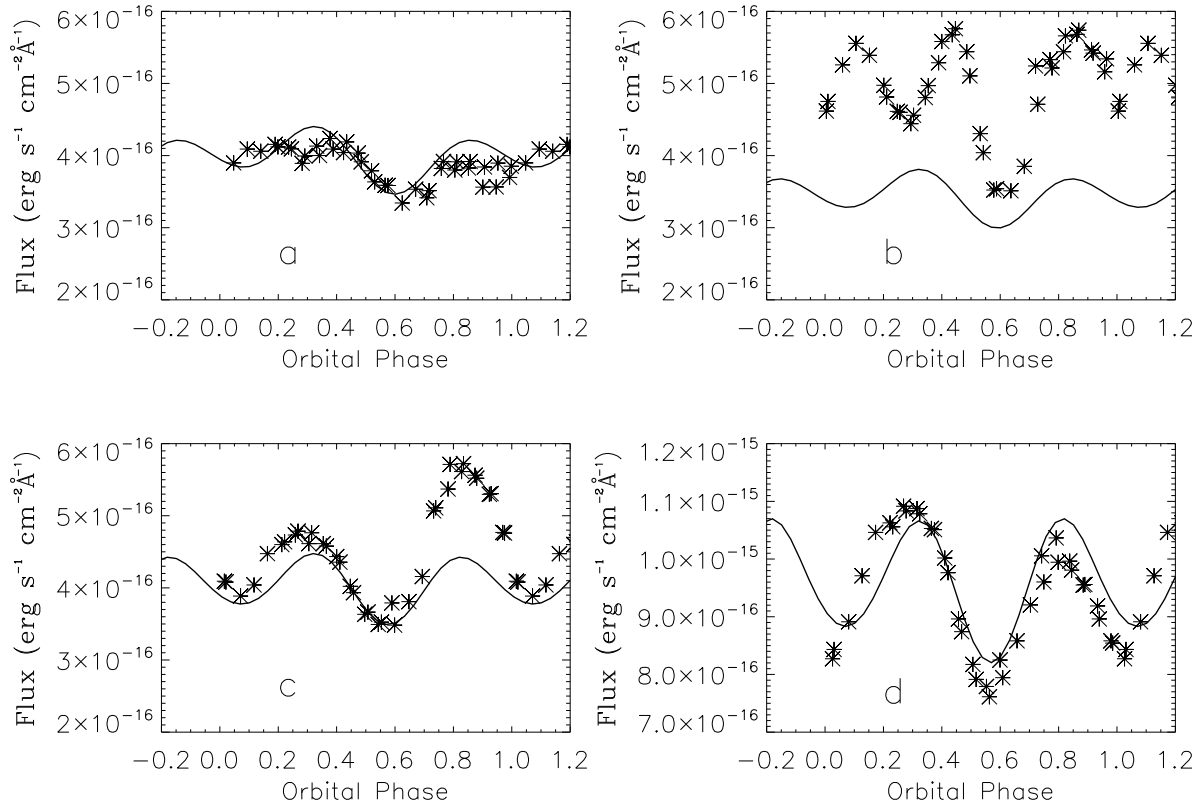 6×10⁻¹⁶
5×10⁻¹⁶
4×10⁻¹⁶
3×10⁻¹⁶
2×10⁻¹⁶
Flux (erg s⁻¹ cm⁻²Å⁻¹)
a
−0.2 0.0 0.2 0.4 0.6 0.8 1.0 1.2
Orbital Phase
6×10⁻¹⁶
5×10⁻¹⁶
4×10⁻¹⁶
3×10⁻¹⁶
2×10⁻¹⁶
Flux (erg s⁻¹ cm⁻²Å⁻¹)
b
−0.2 0.0 0.2 0.4 0.6 0.8 1.0 1.2
Orbital Phase
6×10⁻¹⁶
5×10⁻¹⁶
4×10⁻¹⁶
3×10⁻¹⁶
2×10⁻¹⁶
Flux (erg s⁻¹ cm⁻²Å⁻¹)
c
−0.2 0.0 0.2 0.4 0.6 0.8 1.0 1.2
Orbital Phase
1.2×10⁻¹⁵
1.1×10⁻¹⁵
1.0×10⁻¹⁵
9.0×10⁻¹⁶
8.0×10⁻¹⁶
7.0×10⁻¹⁶
Flux (erg s⁻¹ cm⁻²Å⁻¹)
d
−0.2 0.0 0.2 0.4 0.6 0.8 1.0 1.2
Orbital Phase